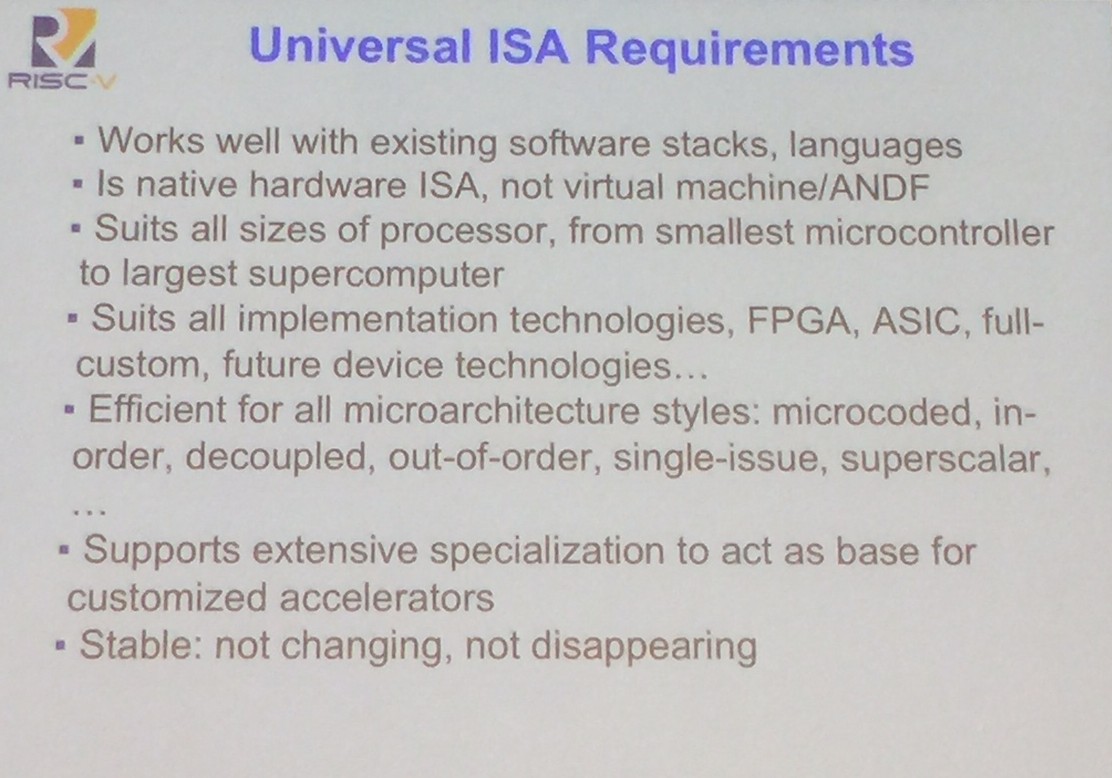 RISC-V
Universal ISA Requirements
▪ Works well with existing software stacks, languages
▪ Is native hardware ISA, not virtual machine/ANDF
▪ Suits all sizes of processor, from smallest microcontroller
to largest supercomputer
▪ Suits all implementation technologies, FPGA, ASIC, full-
custom, future device technologies…
▪ Efficient for all microarchitecture styles: microcoded, in-
order, decoupled, out-of-order, single-issue, superscalar,
…
▪ Supports extensive specialization to act as base for
customized accelerators
▪ Stable: not changing, not disappearing